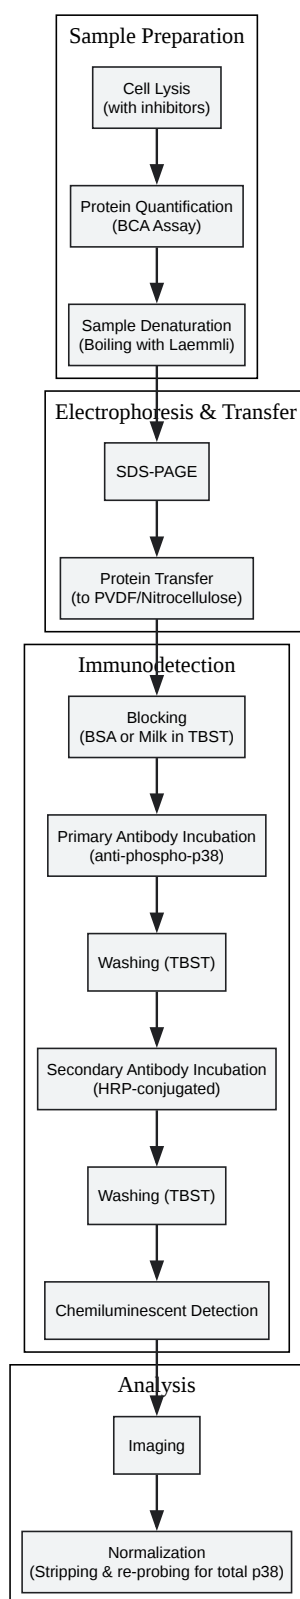 Sample Preparation
Cell Lysis
(with inhibitors)
Protein Quantification
(BCA Assay)
Sample Denaturation
(Boiling with Laemmli)
Electrophoresis & Transfer
SDS-PAGE
Protein Transfer
(to PVDF/Nitrocellulose)
Immunodetection
Blocking
(BSA or Milk in TBST)
Primary Antibody Incubation
(anti-phospho-p38)
Washing (TBST)
Secondary Antibody Incubation
(HRP-conjugated)
Washing (TBST)
Chemiluminescent Detection
Analysis
Imaging
Normalization
(Stripping & re-probing for total p38)